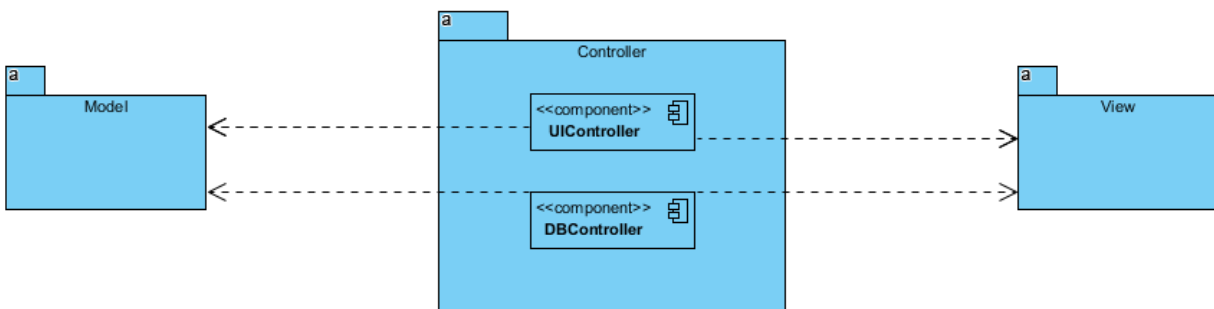 a
Controller
a
Model
a
View
<<component>>
UIController
<<component>>
DBController